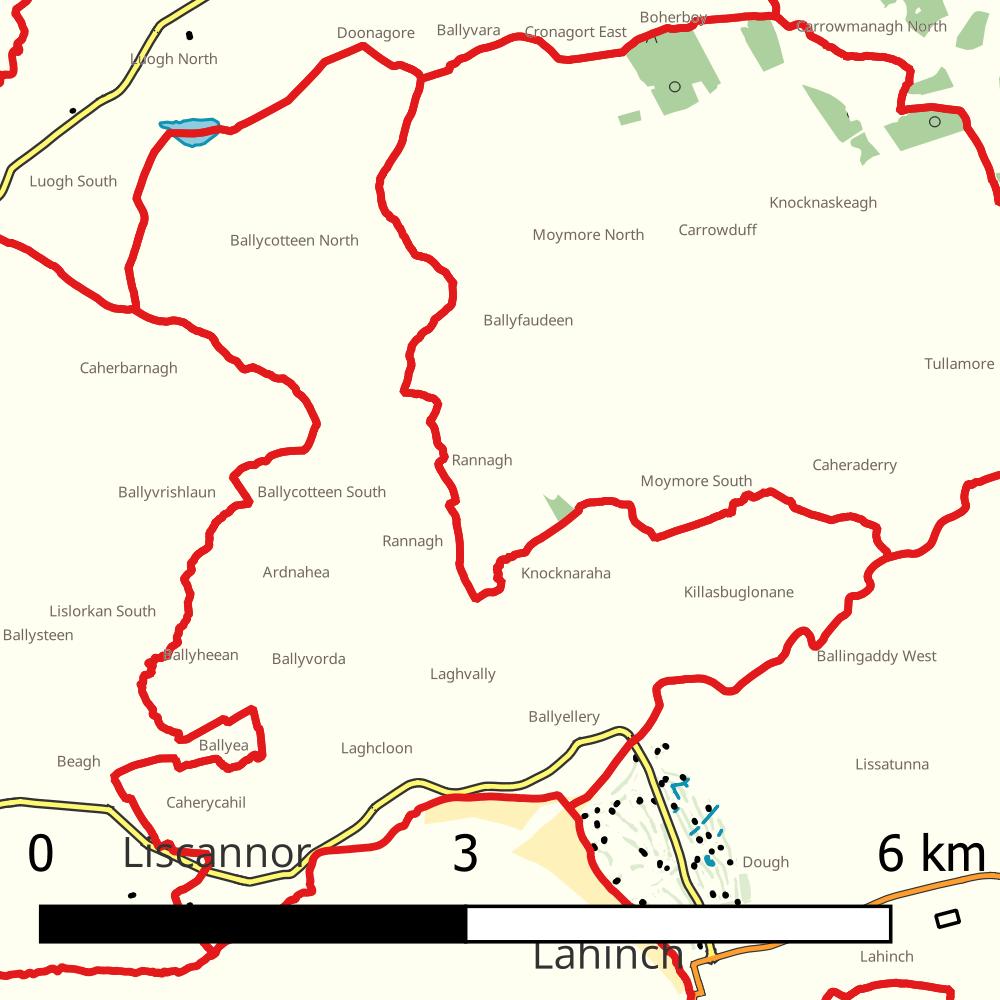 Boherboy
Doonagore
Ballyvara
Cronagort East
Carrowmanagh North
Luogh North
Luogh South
Knocknaskeagh
Ballycotteen North
Moymore North
Carrowduff
Ballyfaudeen
Caherbarnagh
Tullamore
Rannagh
Caheraderry
Moymore South
Ballyvrishlaun
Ballycotteen South
Rannagh
Ardnahea
Knocknaraha
Killasbuglonane
Lislorkan South
Ballysteen
Ballyheean
Ballyvorda
Ballingaddy West
Laghvally
Ballyellery
Ballyea
Laghcloon
Beagh
Lissatunna
Caherycahil
Liscannor
Dough
0 3 6 km
Lahinch
Lahinch